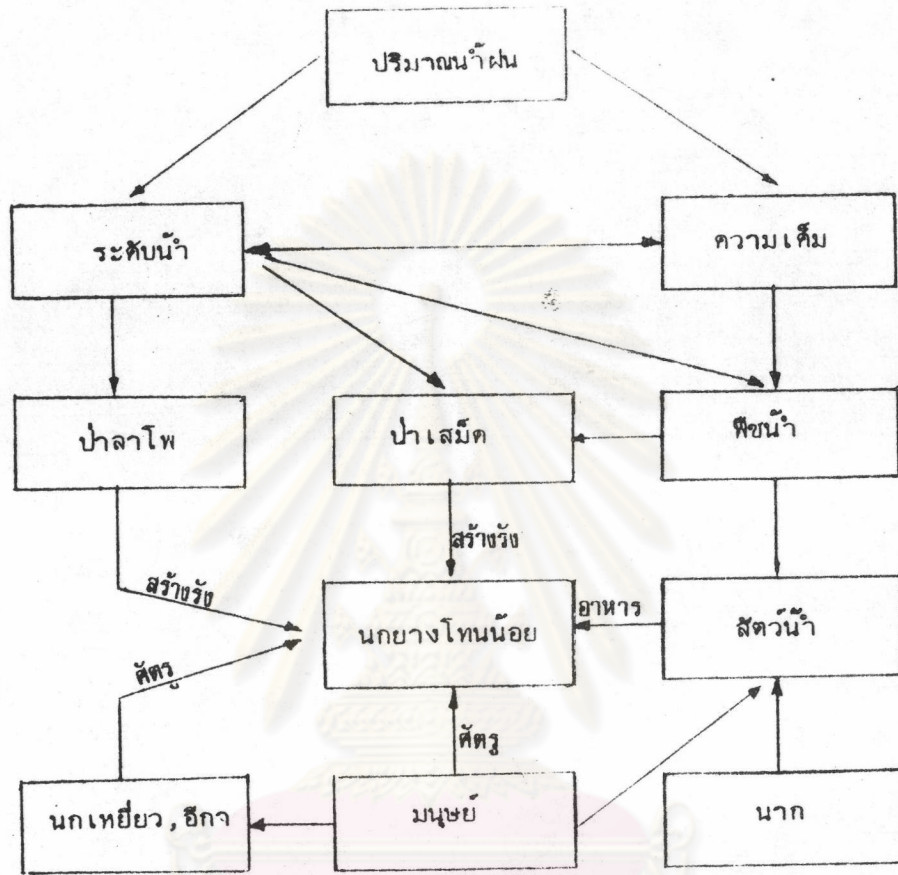 ปริมาณน้ำฝน
ระดับน้ำ
ความเค็ม
ป่าลาโพ
ป่าเสม็ด
พืชน้ำ
สร้างรัง
สร้างรัง
อาหาร
นกยางโทนน้อย
สัตว์น้ำ
ศัตรู
ศัตรู
นกเหยี่ยว, อีกา
มนุษย์
นาก